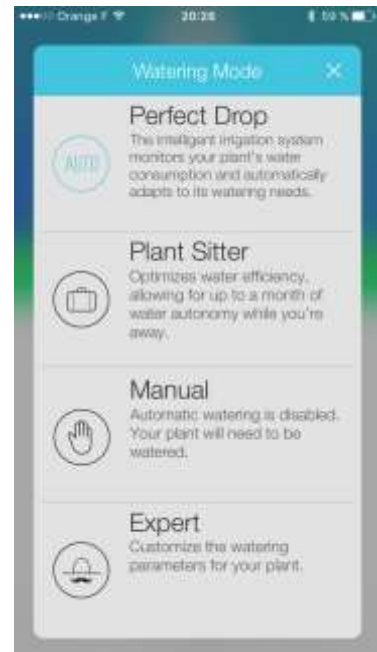 Orange F 20:26 59 %
Watering Mode
Perfect Drop
The intelligent irrigation system
monitors your plant's water
consumption and automatically
adapts to its watering needs.
AUTO
Plant Sitter
Optimizes water efficiency,
allowing for up to a month of
water autonomy while you're
away.
Manual
Automatic watering is disabled.
Your plant will need to be
watered.
Expert
Customize the watering
parameters for your plant.